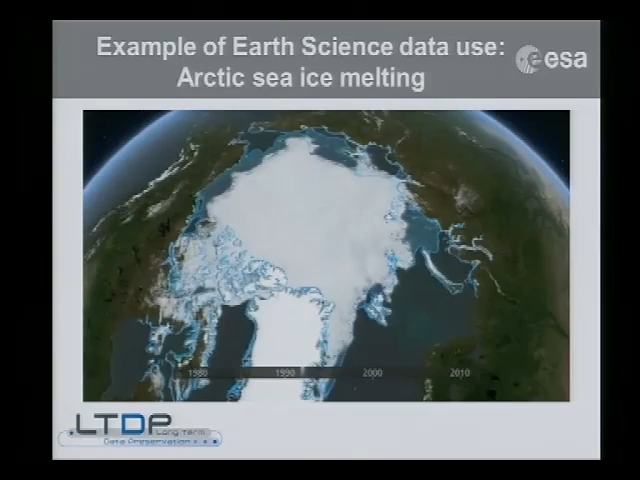 Example of Earth Science data use:
Arctic sea ice melting
esa
1980
1990
2000
2010
LTDP
Long Term
Data Preservation